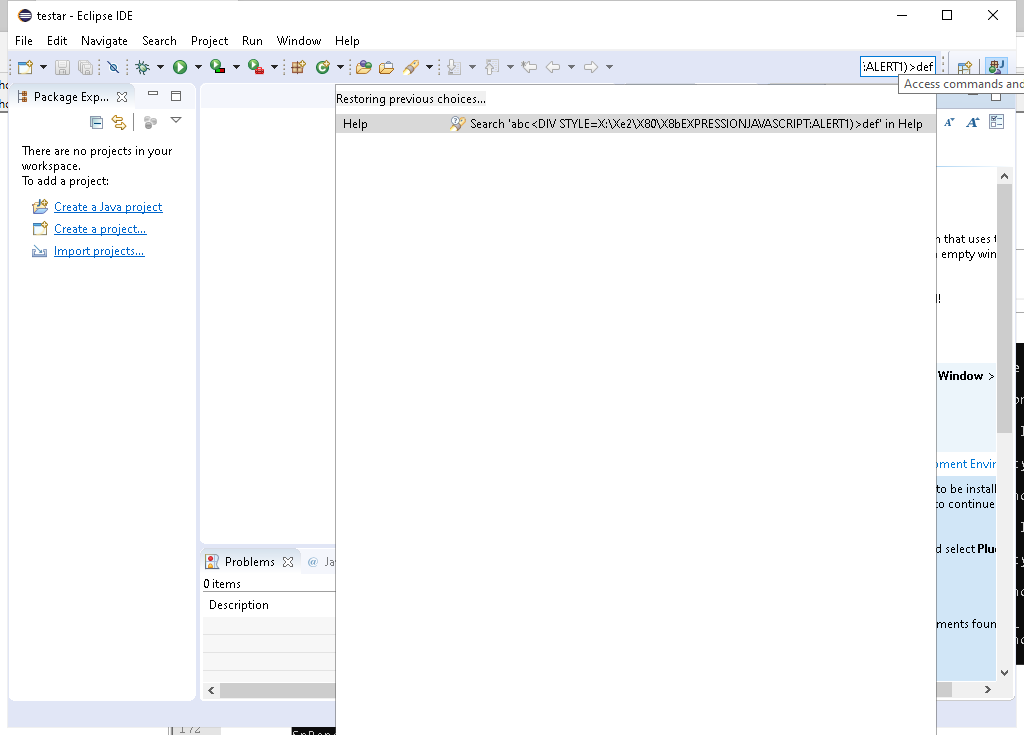 testar - Eclipse IDE
File Edit Navigate Search Project Run Window Help
:ALERT1)>def
Access commands and
Package Exp...
Restoring previous choices...
Help Search 'abc<DIV STYLE=X:\Xe2\X80\X8bEXPRESSIONJAVASCRIPT:ALERT1)>def' in Help
There are no projects in your
workspace.
To add a project:
Create a Java project
Create a project...
Import projects...
that uses
empty win
Window >
pment Envir
to be install
to continue
d select Plu
ments foun
Problems @ Ja
0 items
Description
172